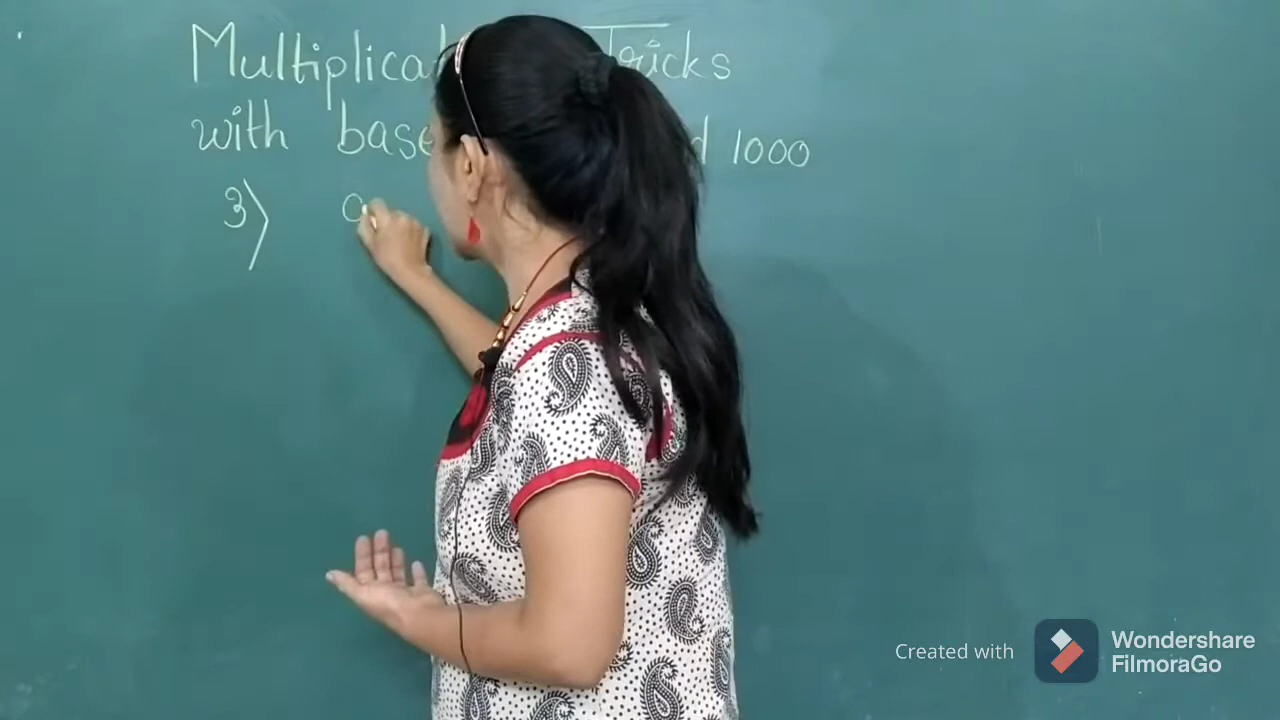 Multiplica Tricks
with base 1000
3)
Created with Wondershare FilmoraGo